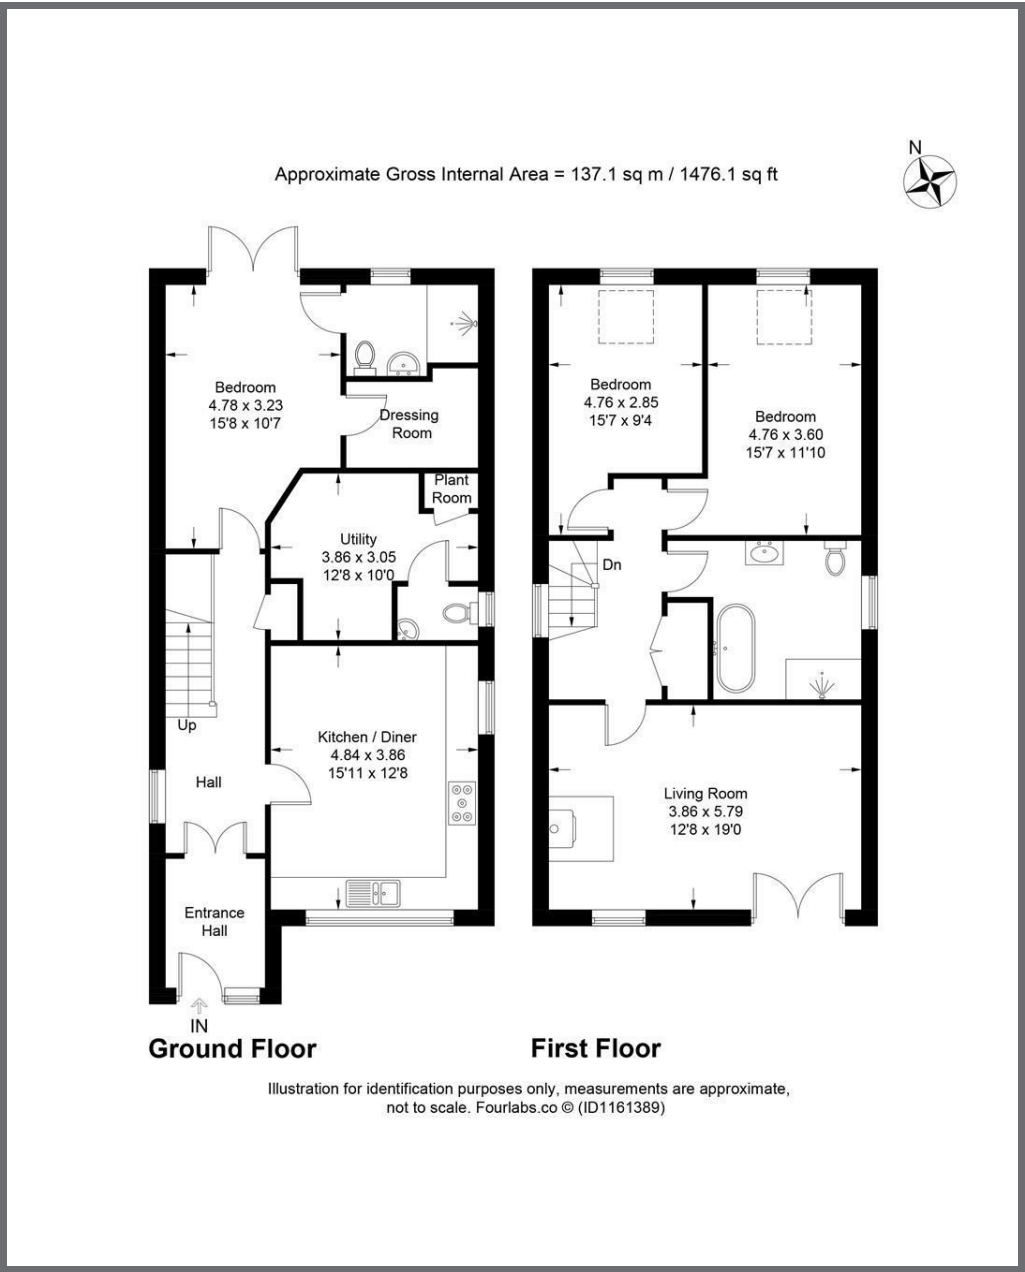 N
Approximate Gross Internal Area = 137.1 sq m / 1476.1 sq ft
Bedroom
4.78 x 3.23
15'8 x 10'7
Dressing
Room
Plant
Room
Utility
3.86 x 3.05
12'8 x 10'0
Up
Kitchen / Diner
4.84 x 3.86
15'11 x 12'8
Hall
Entrance
Hall
IN
Ground Floor
Bedroom
4.76 x 2.85
15'7 x 9'4
Bedroom
4.76 x 3.60
15'7 x 11'10
Dn
Living Room
3.86 x 5.79
12'8 x 19'0
First Floor
Illustration for identification purposes only, measurements are approximate,
not to scale. Fourlabs.co © (ID1161389)